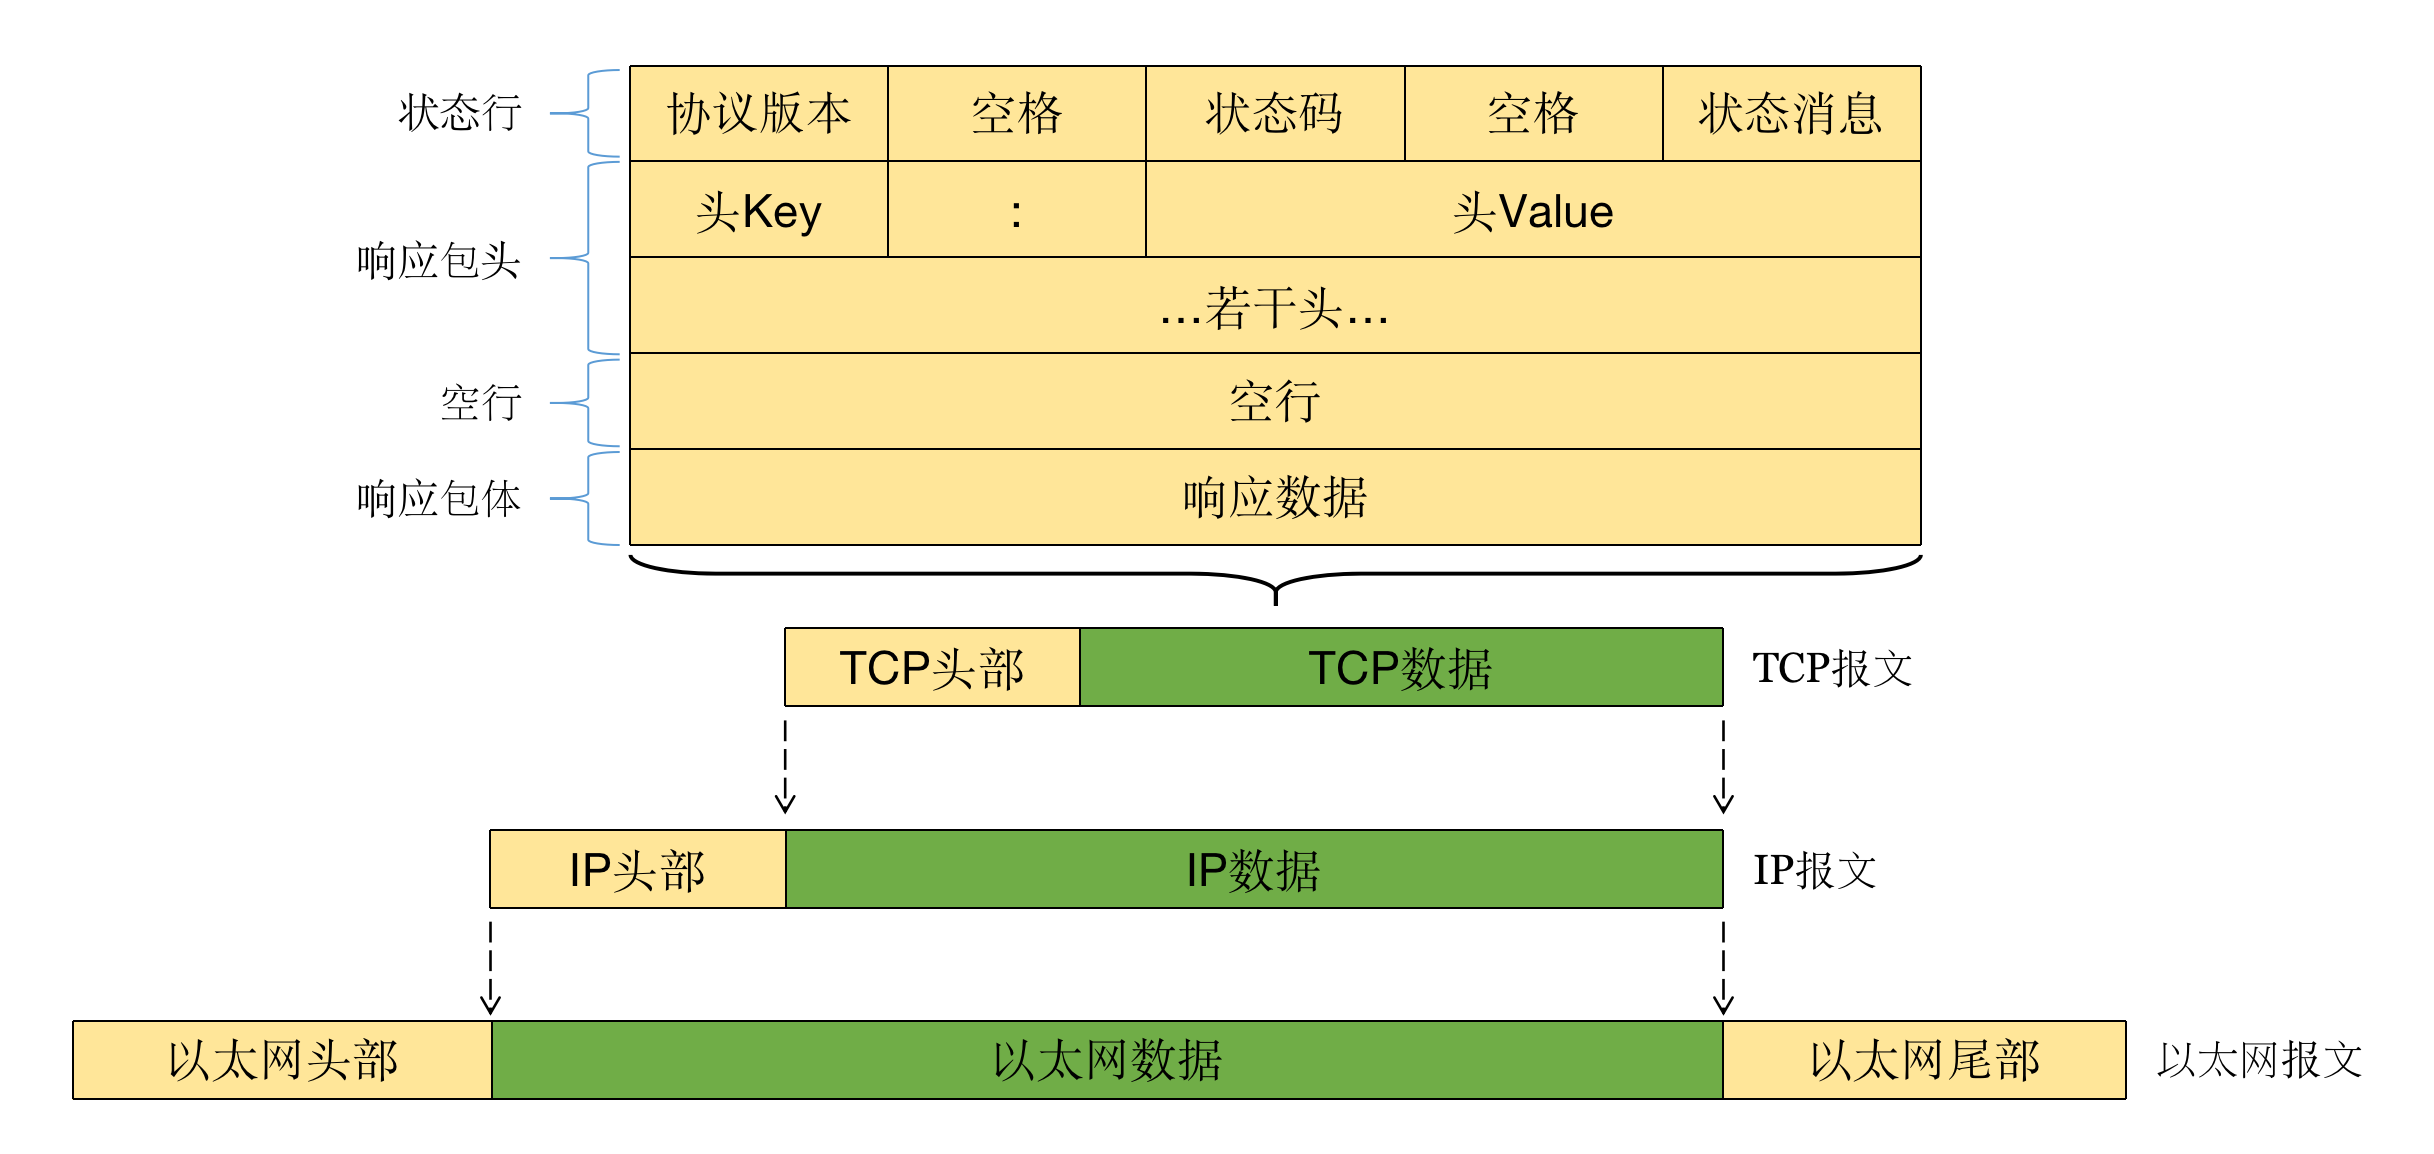 状态行 协议版本 空格 状态码 空格 状态消息
头Key : 头Value
响应包头
...若干头...
空行 空行
响应包体 响应数据
TCP头部 TCP数据 TCP报文
IP头部 IP数据 IP报文
以太网头部 以太网数据 以太网尾部 以太网报文